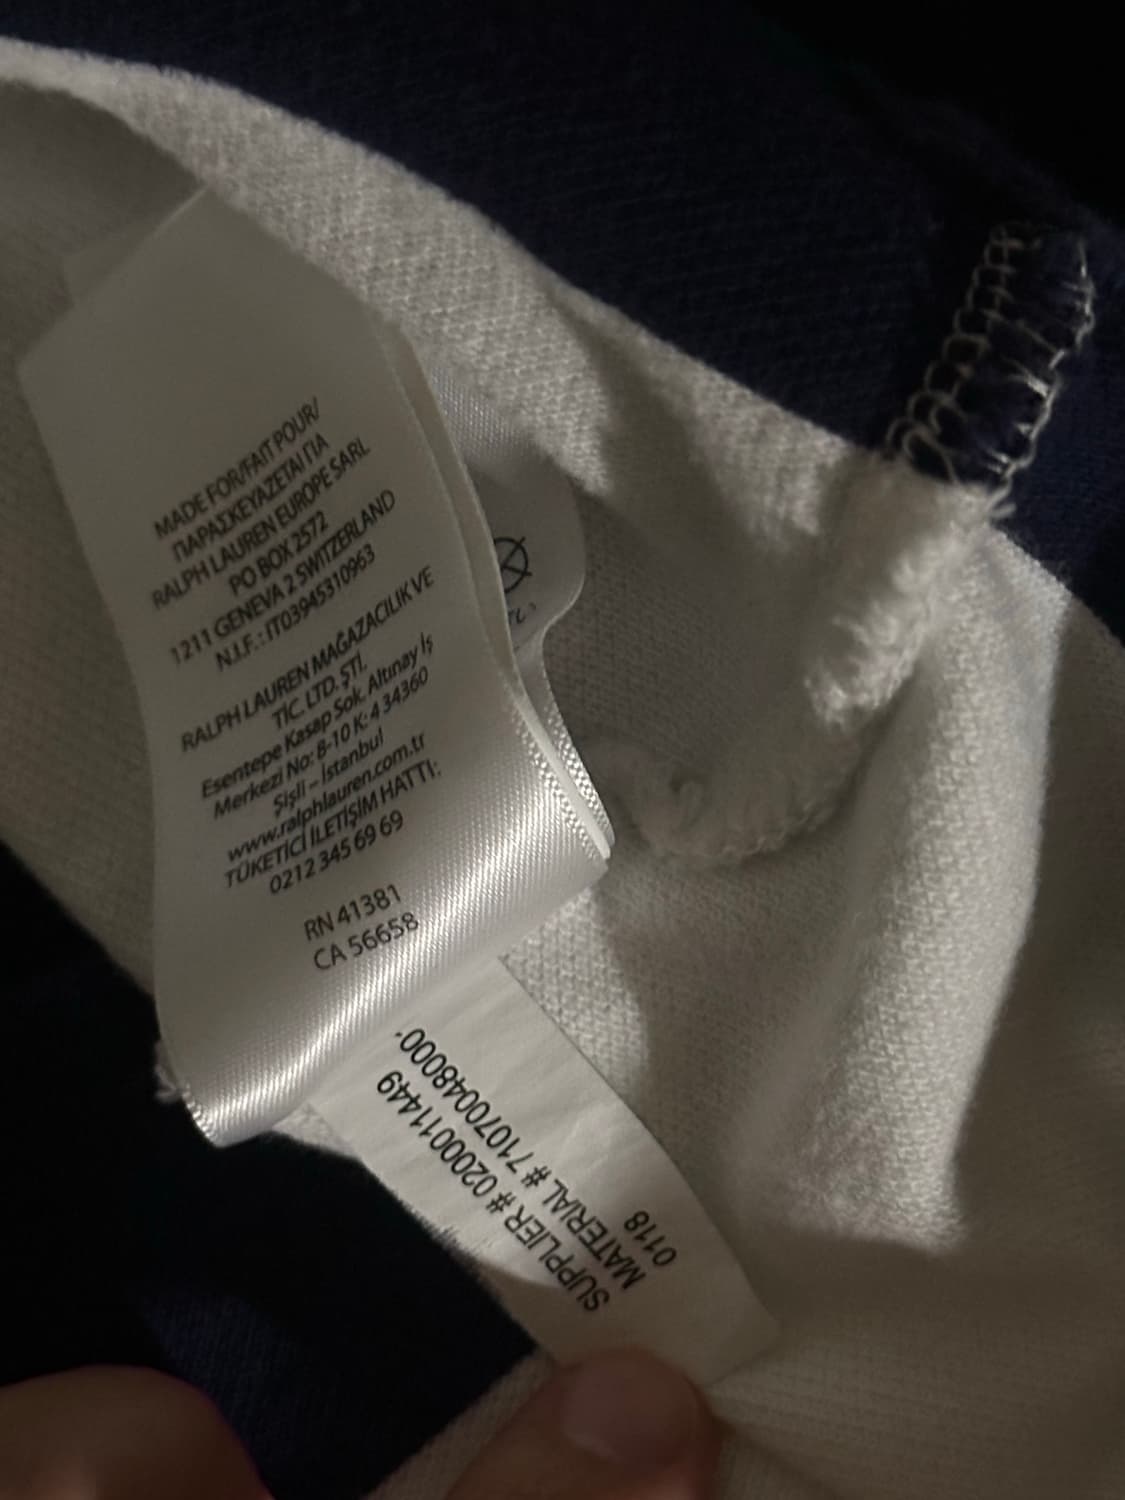 MADE FOR/FAIT POUR/
ΠΑΡΑΣΚΕΥΑΖΕΤΑΙ ΓΙΑ
RALPH LAUREN EUROPE SARL
PO BOX 2572
1211 GENEVA 2 SWITZERLAND
N.I.F.: IT03945310963
RALPH LAUREN MAĞAZACILIK VE
TİC. LTD. ŞTİ.
Esentepe Kasap Sok. Altınay İş
Merkezi No: 8-10 K: 4 34360
Şişli – İstanbul
www.ralphlauren.com.tr
TÜKETİCİ İLETİŞİM HATTI:
0212 345 69 69
RN 41381
CA 56658
SUPPLIER # 0200011449
MATERIAL # 71070048000
0118